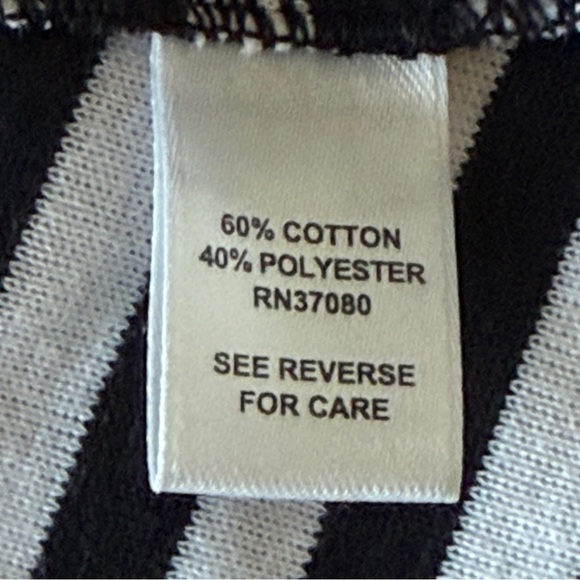 60% COTTON
40% POLYESTER
RN37080
SEE REVERSE
FOR CARE